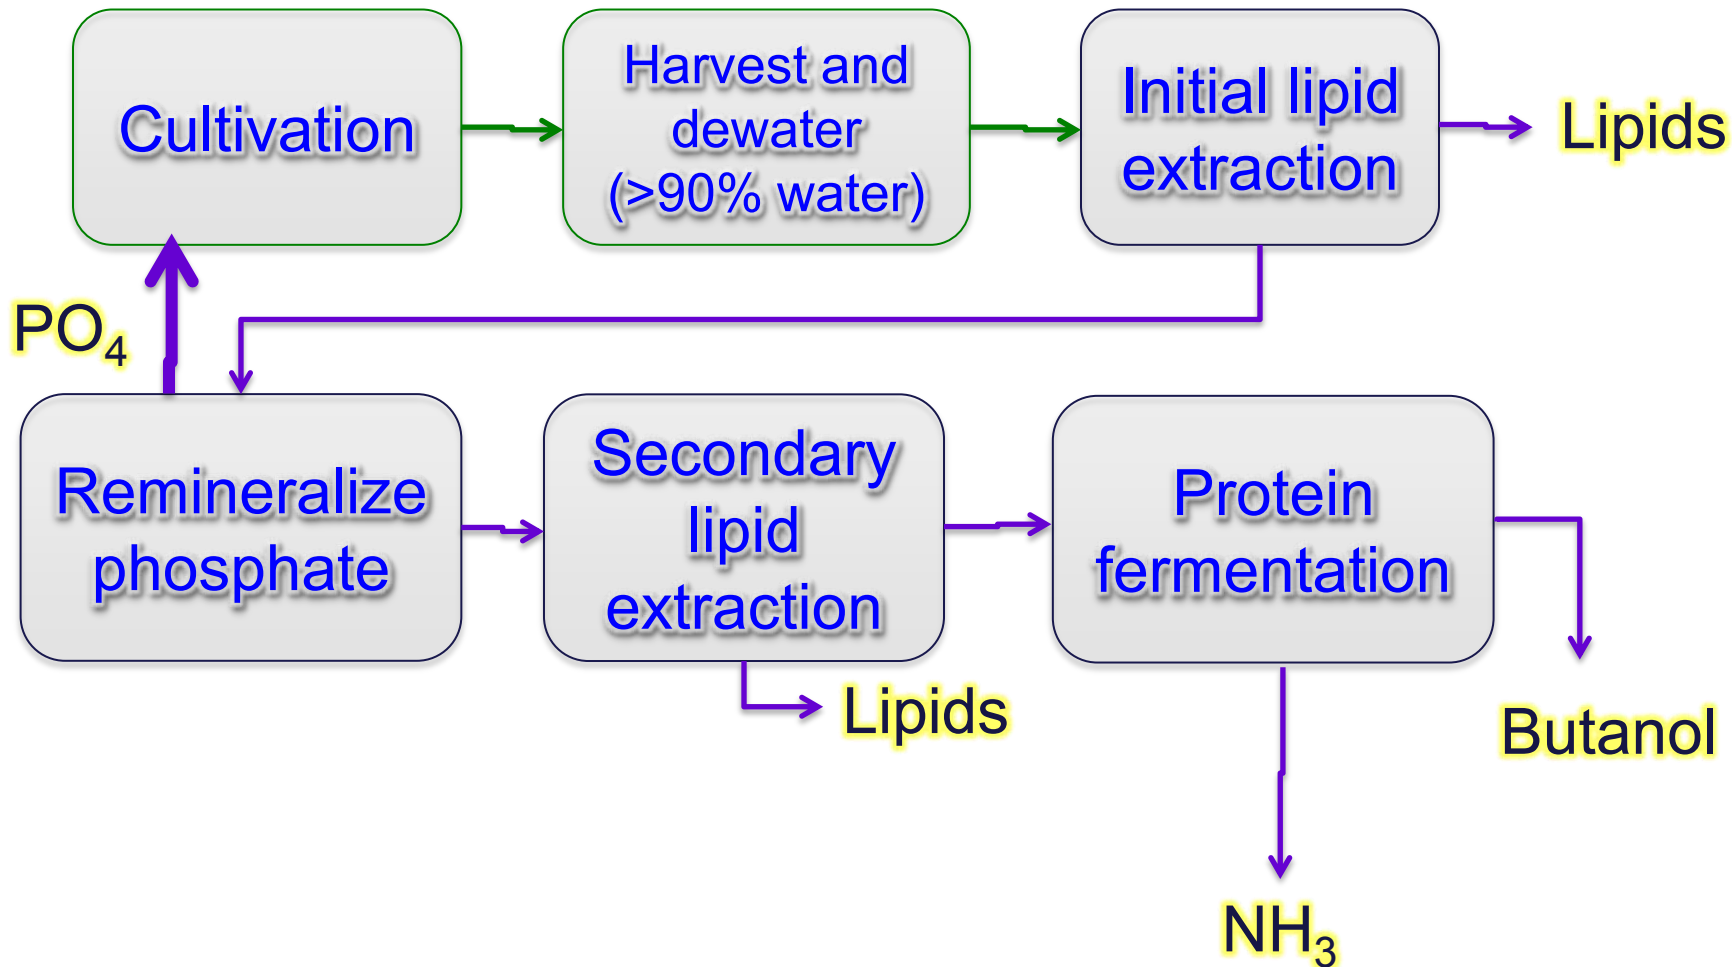 Cultivation
Harvest and
dewater
(>90% water)
Initial lipid
extraction
Lipids
PO₄
Remineralize
phosphate
Secondary
lipid
extraction
Protein
fermentation
Lipids
Butanol
NH₃